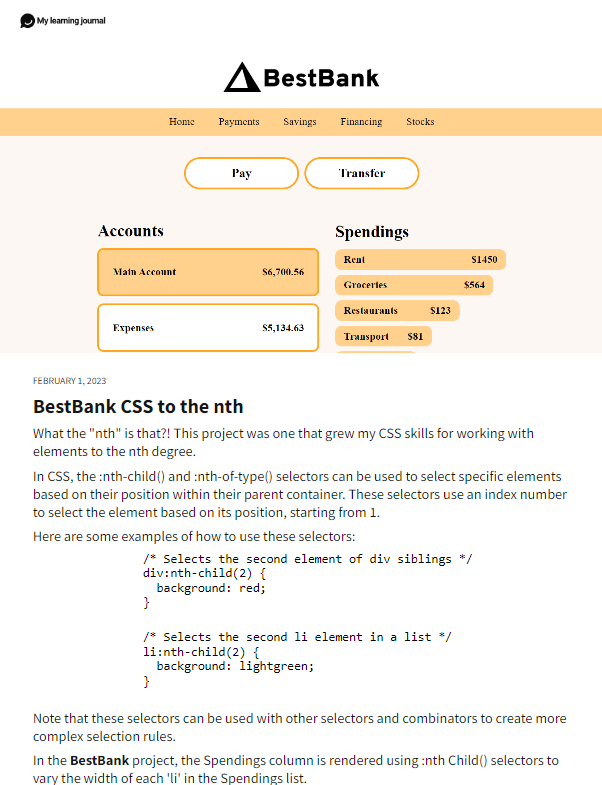 My learning journal
BestBank
Home Payments Savings Financing Stocks
Pay Transfer
Accounts
Main Account $6,700.56
Expenses $5,134.63
Spendings
Rent $1450
Groceries $564
Restaurants $123
Transport $81
FEBRUARY 1, 2023
BestBank CSS to the nth
What the "nth" is that?! This project was one that grew my CSS skills for working with
elements to the nth degree.
In CSS, the :nth-child() and :nth-of-type() selectors can be used to select specific elements
based on their position within their parent container. These selectors use an index number
to select the element based on its position, starting from 1.
Here are some examples of how to use these selectors:
/* Selects the second element of div siblings */
div:nth-child(2) {
  background: red;
}
/* Selects the second li element in a list */
li:nth-child(2) {
  background: lightgreen;
}
Note that these selectors can be used with other selectors and combinators to create more
complex selection rules.
In the BestBank project, the Spendings column is rendered using :nth Child() selectors to
vary the width of each 'li' in the Spendings list.